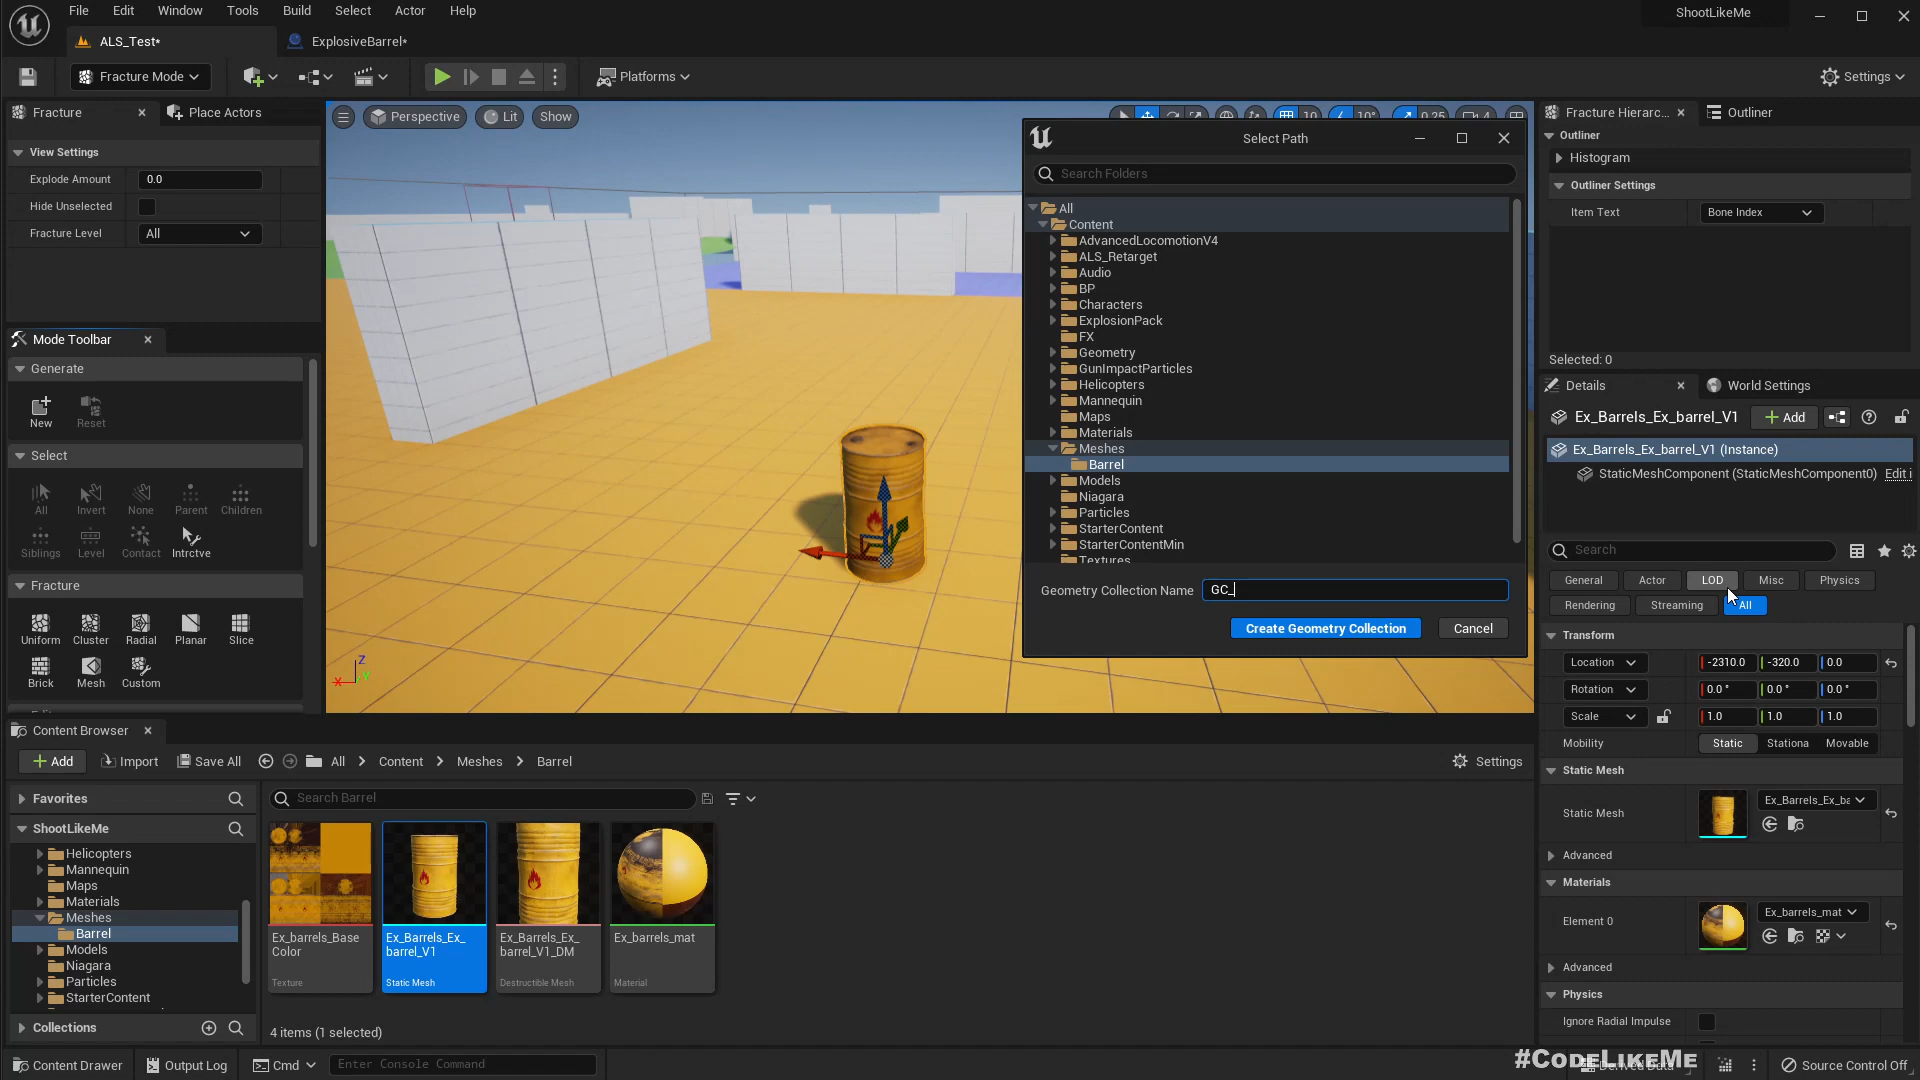 File Edit Window Tools Build Select Actor Help
ShootLikeMe
ALS_Test*
ExplosiveBarrel*
Fracture Mode
Platforms
Settings
Fracture
Place Actors
View Settings
Explode Amount 0.0
Hide Unselected
Fracture Level All
Mode Toolbar
Generate
New Reset
Select
All Invert None Parent Children
Siblings Level Contact Intrctve
Fracture
Uniform Cluster Radial Planar Slice
Brick Mesh Custom
Perspective Lit Show
10 10° 0.25 4
X Y Z
Select Path
Search Folders
All
Content
AdvancedLocomotionV4
ALS_Retarget
Audio
BP
Characters
ExplosionPack
FX
Geometry
GunImpactParticles
Helicopters
Mannequin
Maps
Materials
Meshes
Barrel
Models
Niagara
Particles
StarterContent
StarterContentMin
Textures
Geometry Collection Name GC_
Create Geometry Collection Cancel
Fracture Hierarc...
Outliner
Outliner
Histogram
Outliner Settings
Item Text Bone Index
Selected: 0
Details
World Settings
Ex_Barrels_Ex_barrel_V1
Add
Ex_Barrels_Ex_barrel_V1 (Instance)
StaticMeshComponent (StaticMeshComponent0) Edit i
Search
General Actor LOD Misc Physics
Rendering Streaming All
Transform
Location -2310.0 -320.0 0.0
Rotation 0.0° 0.0° 0.0°
Scale 1.0 1.0 1.0
Mobility Static Stationa Movable
Static Mesh
Static Mesh Ex_Barrels_Ex_ba
Advanced
Materials
Element 0 Ex_barrels_mat
Advanced
Physics
Ignore Radial Impulse
Content Browser
Add Import Save All All > Content > Meshes > Barrel
Settings
Favorites
ShootLikeMe
Helicopters
Mannequin
Maps
Materials
Meshes
Barrel
Models
Niagara
Particles
StarterContent
Collections
Search Barrel
Ex_barrels_Base
Color
Texture
Ex_Barrels_Ex_
barrel_V1
Static Mesh
Ex_Barrels_Ex_
barrel_V1_DM
Destructible Mesh
Ex_barrels_mat
Material
4 items (1 selected)
Content Drawer Output Log Cmd Enter Console Command
#CODELIKEME
Source Control Off